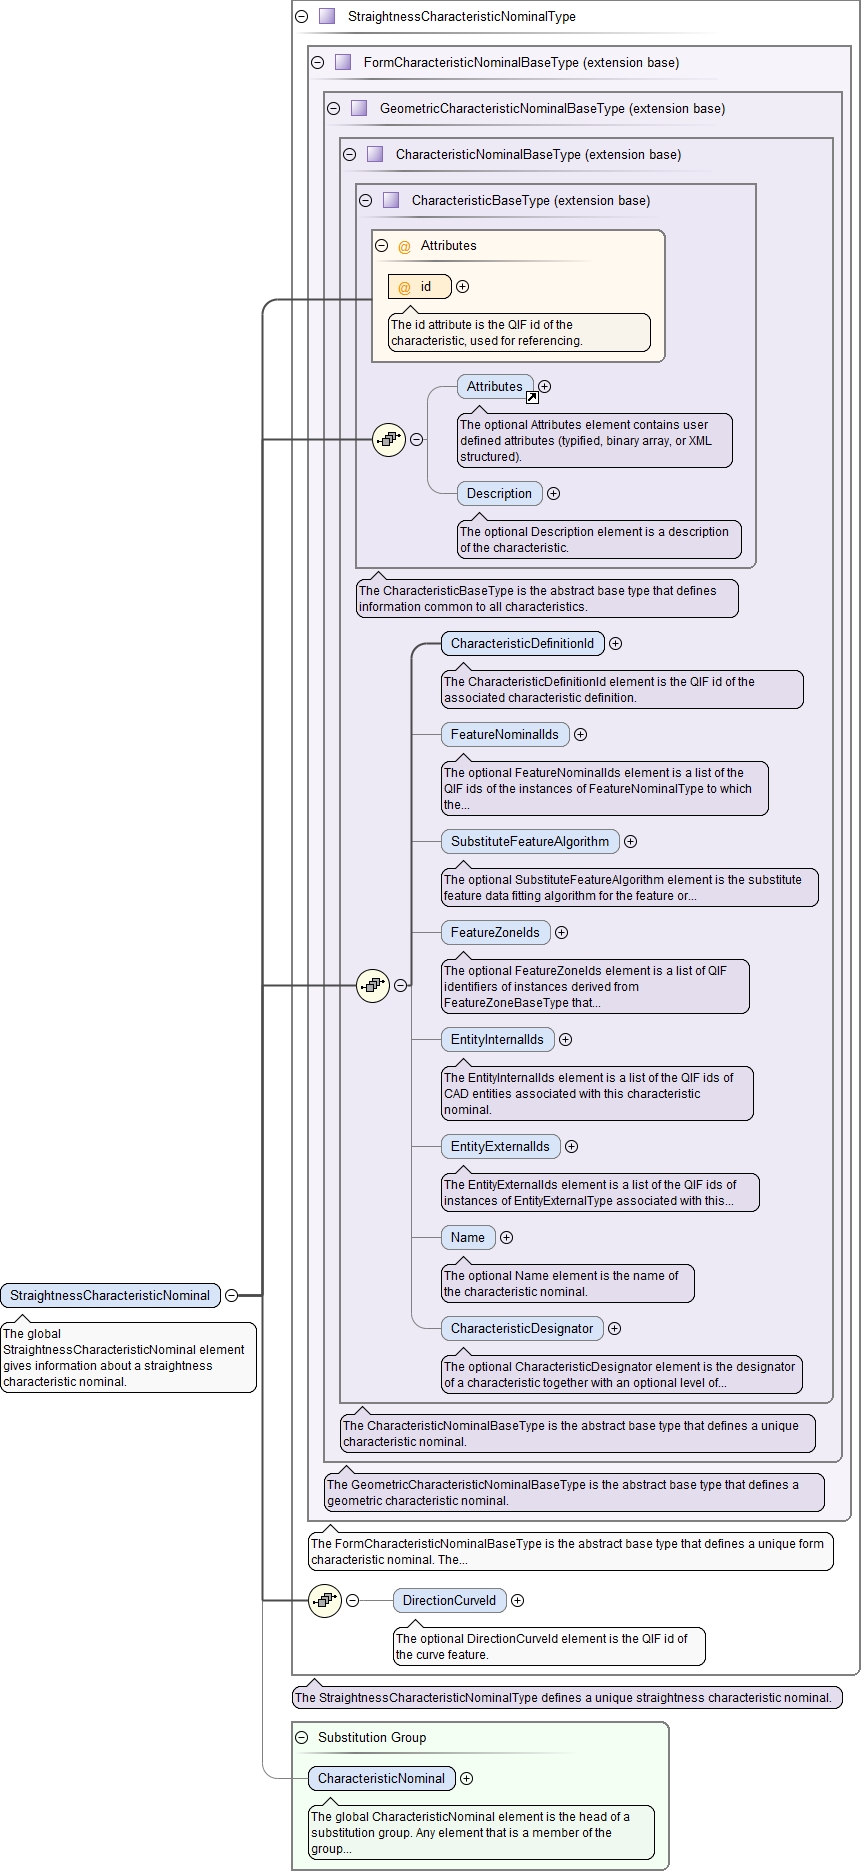 StraightnessCharacteristicNominalType
FormCharacteristicNominalBaseType (extension base)
GeometricCharacteristicNominalBaseType (extension base)
CharacteristicNominalBaseType (extension base)
CharacteristicBaseType (extension base)
@ Attributes
@ id
The id attribute is the QIF id of the
characteristic, used for referencing.
Attributes
The optional Attributes element contains user
defined attributes (typified, binary array, or XML
structured).
Description
The optional Description element is a description
of the characteristic.
The CharacteristicBaseType is the abstract base type that defines
information common to all characteristics.
CharacteristicDefinitionId
The CharacteristicDefinitionId element is the QIF id of the
associated characteristic definition.
FeatureNominalIds
The optional FeatureNominalIds element is a list of the
QIF ids of the instances of FeatureNominalType to which
the...
SubstituteFeatureAlgorithm
The optional SubstituteFeatureAlgorithm element is the substitute
feature data fitting algorithm for the feature or...
FeatureZoneIds
The optional FeatureZoneIds element is a list of QIF
identifiers of instances derived from
FeatureZoneBaseType that...
EntityInternalIds
The EntityInternalIds element is a list of the QIF ids of
CAD entities associated with this characteristic
nominal.
EntityExternalIds
The EntityExternalIds element is a list of the QIF ids of
instances of EntityExternalType associated with this...
Name
The optional Name element is the name of
the characteristic nominal.
StraightnessCharacteristicNominal
The global
StraightnessCharacteristicNominal element
gives information about a straightness
characteristic nominal.
CharacteristicDesignator
The optional CharacteristicDesignator element is the designator
of a characteristic together with an optional level of...
The CharacteristicNominalBaseType is the abstract base type that defines a unique
characteristic nominal.
The GeometricCharacteristicNominalBaseType is the abstract base type that defines a
geometric characteristic nominal.
The FormCharacteristicNominalBaseType is the abstract base type that defines a unique form
characteristic nominal. The...
DirectionCurveId
The optional DirectionCurveId element is the QIF id of
the curve feature.
The StraightnessCharacteristicNominalType defines a unique straightness characteristic nominal.
Substitution Group
CharacteristicNominal
The global CharacteristicNominal element is the head of a
substitution group. Any element that is a member of the
group...